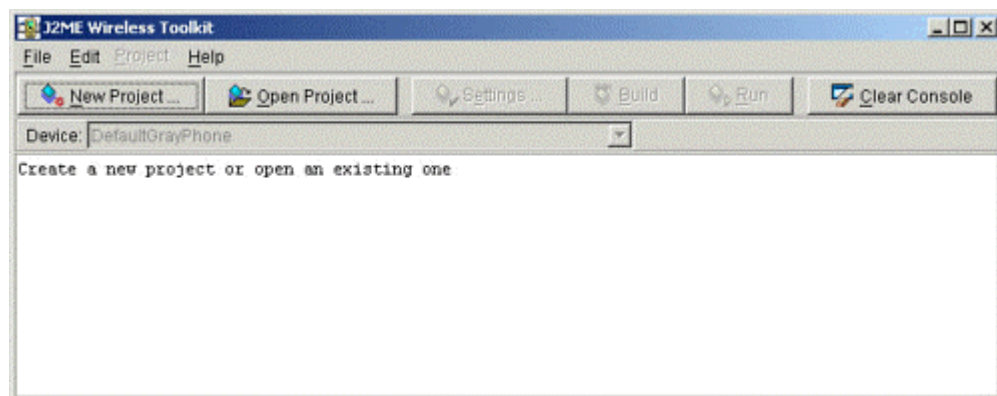 J2ME Wireless Toolkit
File Edit Project Help
New Project ... Open Project ... Settings ... Build Run Clear Console
Device: DefaultGrayPhone
Create a new project or open an existing one